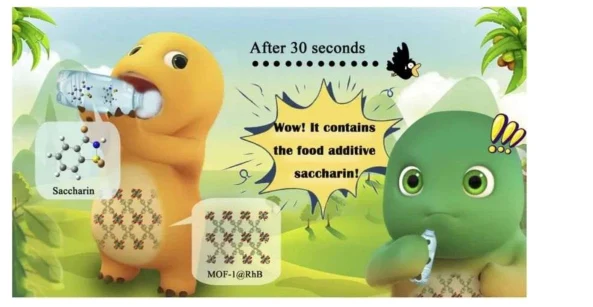 After 30 seconds
Wow! It contains
the food additive
saccharin!
Saccharin
MOF-1@RhB